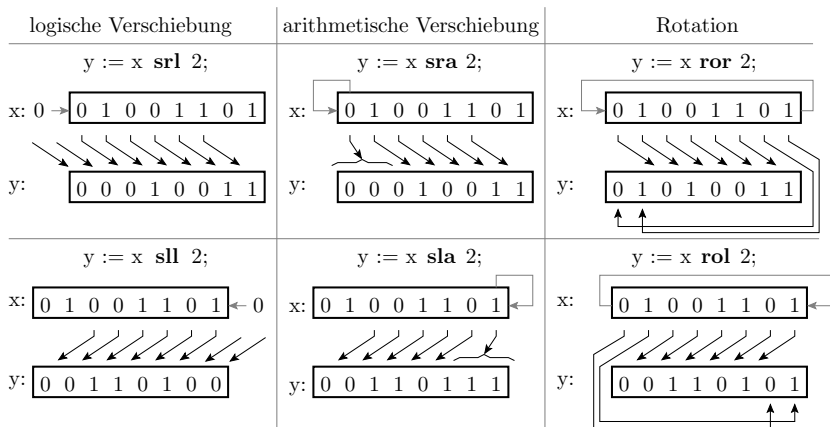 logische Verschiebung
arithmetische Verschiebung
Rotation
y := x srl 2;
y := x sra 2;
y := x ror 2;
x: 0 0 1 0 0 1 1 0 1
x: 0 1 0 0 1 1 0 1
x: 0 1 0 0 1 1 0 1
y: 0 0 0 1 0 0 1 1
y: 0 0 0 1 0 0 1 1
y: 0 1 0 1 0 0 1 1
y := x sll 2;
y := x sla 2;
y := x rol 2;
x: 0 1 0 0 1 1 0 1 0
x: 0 1 0 0 1 1 0 1
x: 0 1 0 0 1 1 0 1
y: 0 0 1 1 0 1 0 0
y: 0 0 1 1 0 1 1 1
y: 0 0 1 1 0 1 0 1